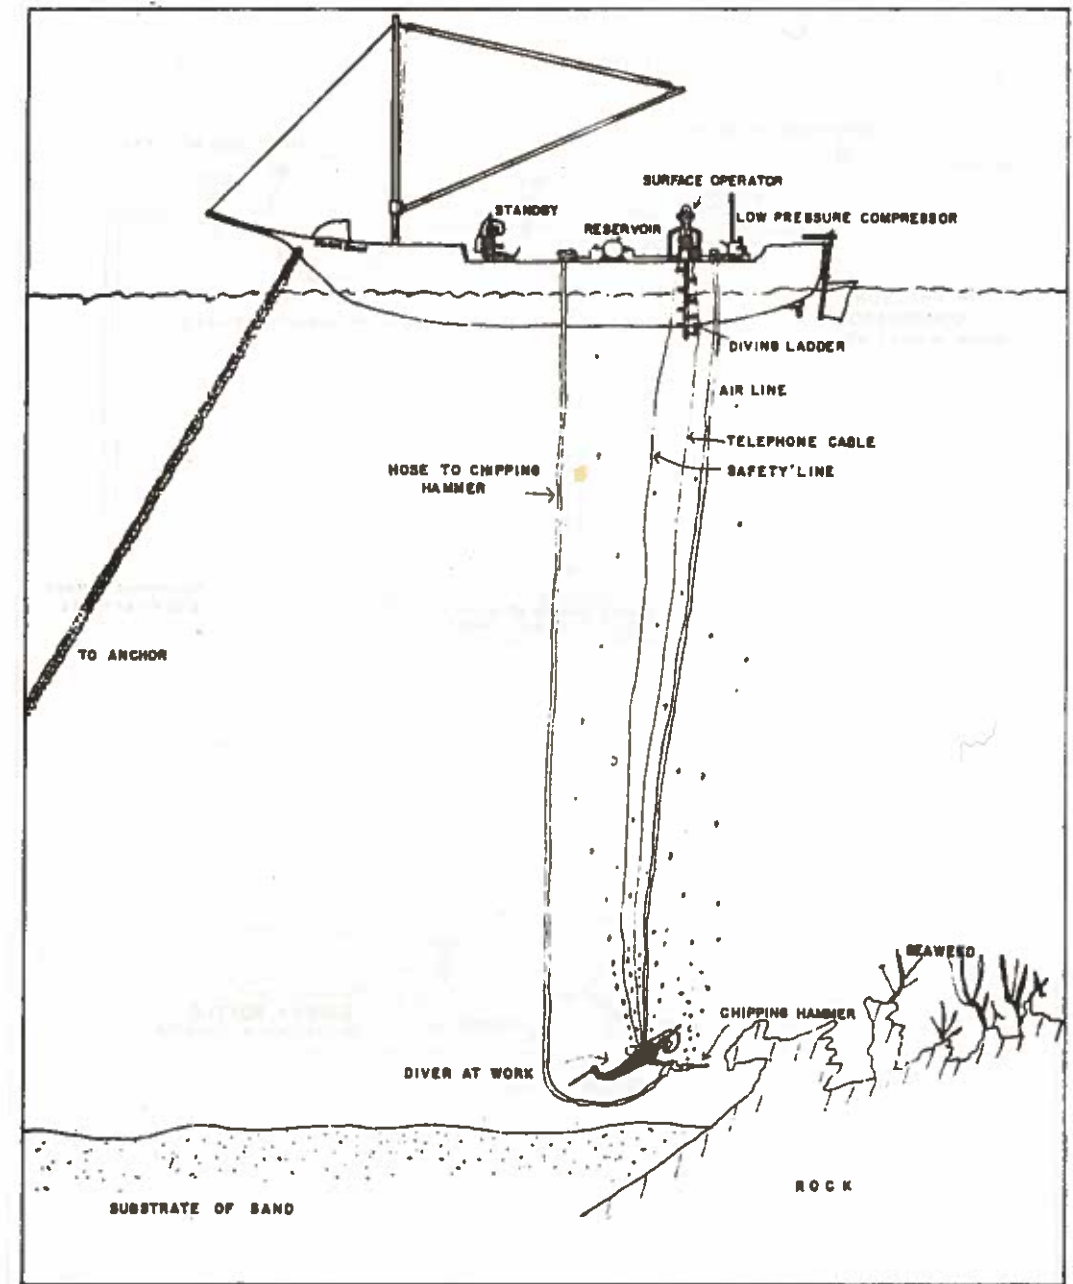 SURFACE OPERATOR
STANDBY
RESERVOIR
LOW PRESSURE COMPRESSOR
DIVING LADDER
AIR LINE
TELEPHONE CABLE
SAFETY LINE
HOSE TO CHIPPING
HAMMER
TO ANCHOR
SEAWEED
CHIPPING HAMMER
DIVER AT WORK
ROCK
SUBSTRATE OF SAND